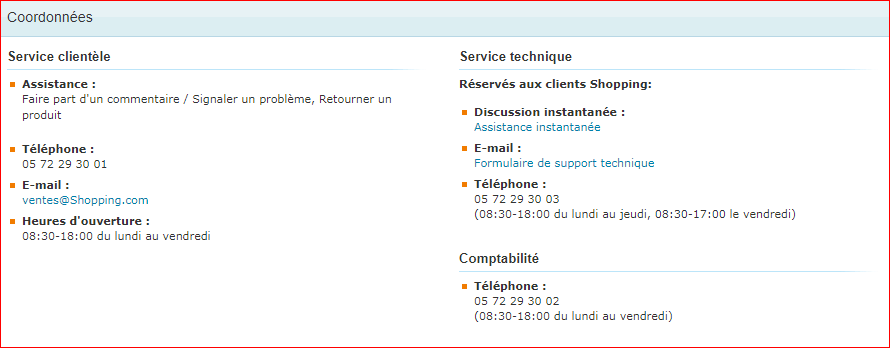 Coordonnées
Service clientèle
Assistance :
Faire part d'un commentaire / Signaler un problème, Retourner un
produit
Téléphone :
05 72 29 30 01
E-mail :
ventes@Shopping.com
Heures d'ouverture :
08:30-18:00 du lundi au vendredi
Service technique
Réservés aux clients Shopping:
Discussion instantanée :
Assistance instantanée
E-mail :
Formulaire de support technique
Téléphone :
05 72 29 30 03
(08:30-18:00 du lundi au jeudi, 08:30-17:00 le vendredi)
Comptabilité
Téléphone :
05 72 29 30 02
(08:30-18:00 du lundi au vendredi)